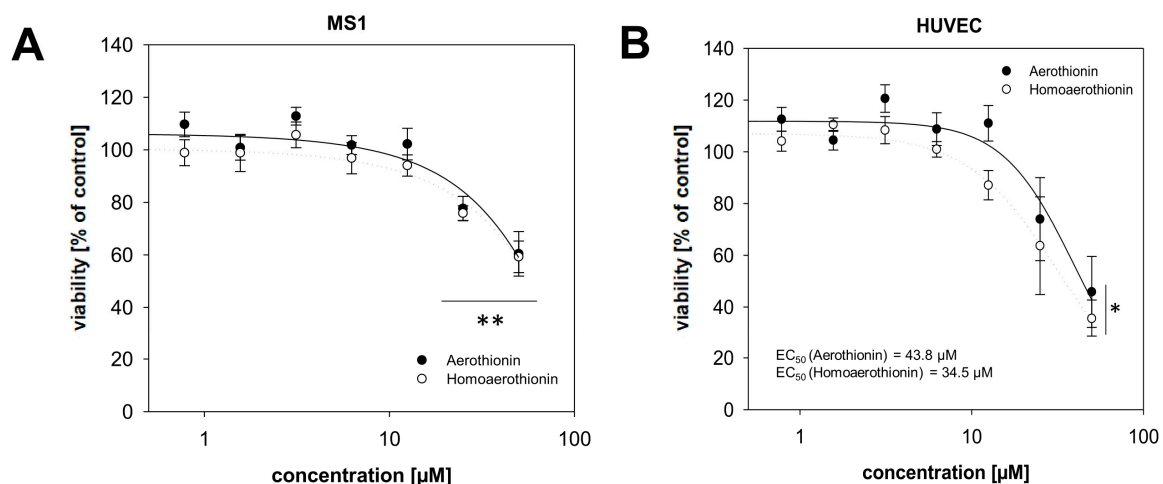 A
MS1
140
120
100
80
60
40
20
0
viability [% of control]
**
Aerothionin
Homoaerothionin
1
10
100
concentration [µM]
B
HUVEC
140
120
100
80
60
40
20
0
viability [% of control]
Aerothionin
Homoaerothionin
*
EC50 (Aerothionin) = 43.8 µM
EC50 (Homoaerothionin) = 34.5 µM
1
10
100
concentration [µM]